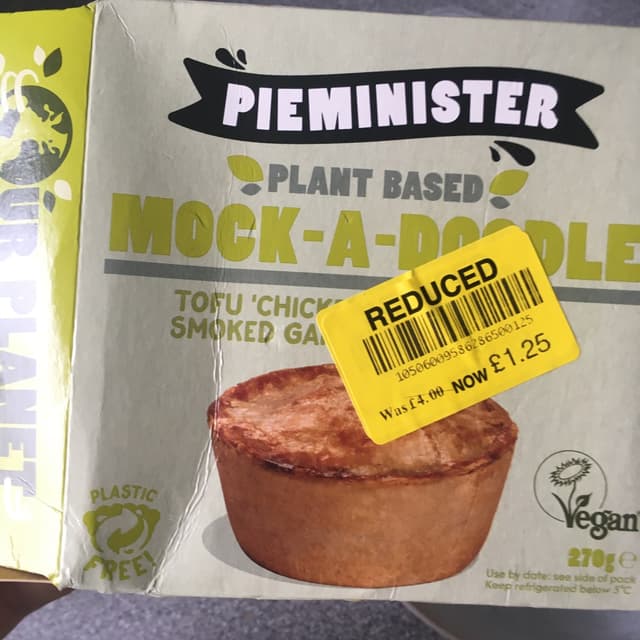 PIEMINISTER
PLANT BASED
MOCK-A-DOODLE
TOFU 'CHICK
SMOKED GA
REDUCED
Was £4.00 NOW £1.25
PLASTIC
FREE!
Vegan
270g e
Use by date: see side of pack
Keep refrigerated below 5°C
OUR PLANET